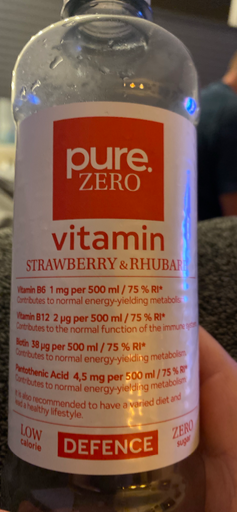 pure.
ZERO
vitamin
STRAWBERRY & RHUBAR
Vitamin B6 1 mg per 500 ml / 75 % RI*
Contributes to normal energy-yielding metabolism
Vitamin B12 2 µg per 500 ml / 75 % RI*
Contributes to the normal function of the immune
Biotin 38 µg per 500 ml / 75 % RI*
Contributes to normal energy-yielding metabolism
Pantothenic Acid 4,5 mg per 500 ml / 75 % RI*
Contributes to normal energy-yielding metabolism
It is also recommended to have a varied diet and
lead a healthy lifestyle.
LOW
calorie
DEFENCE
ZERO
sugar